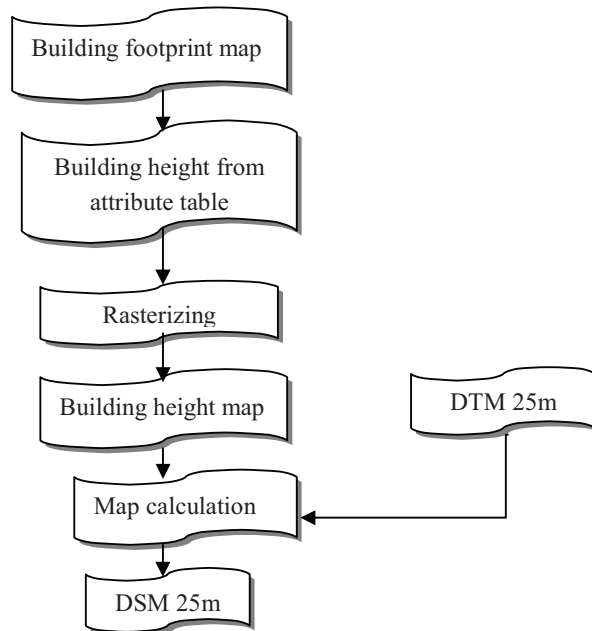 Building footprint map
Building height from
attribute table
Rasterizing
Building height map
DTM 25m
Map calculation
DSM 25m